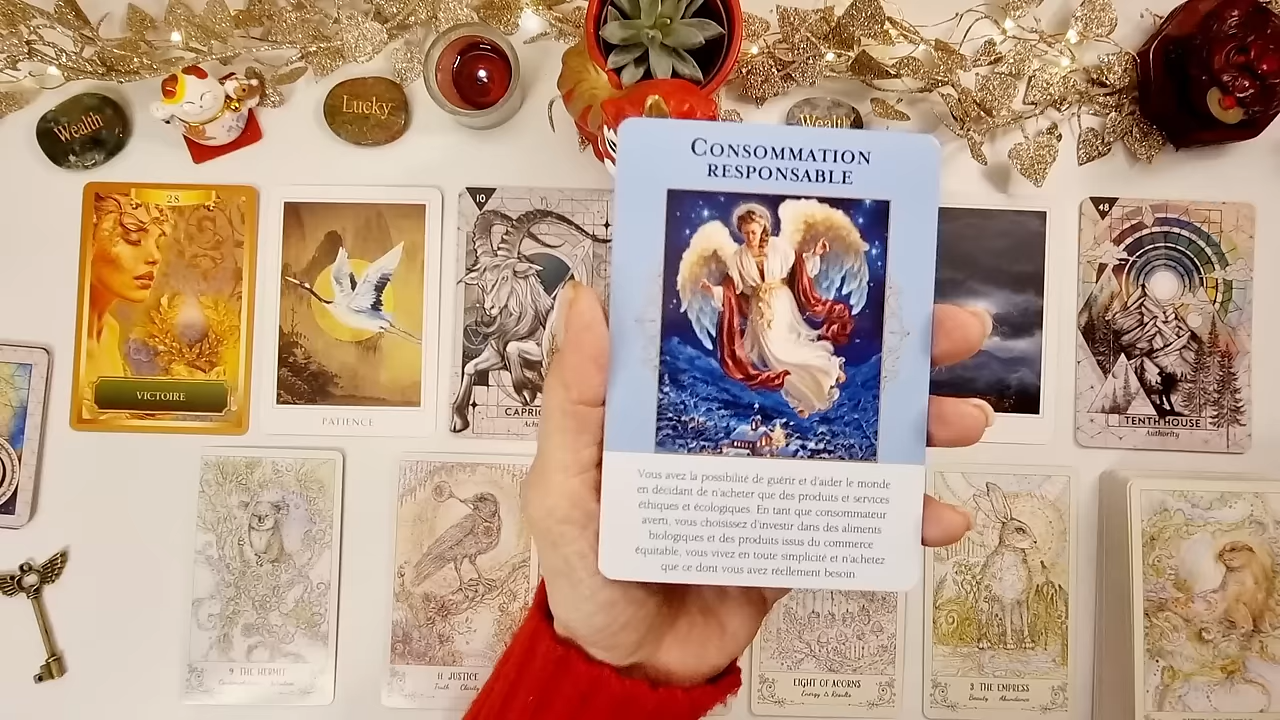 Wealth
Lucky
Wealth
28
VICTOIRE
PATIENCE
10
CAPRIC
CONSOMMATION
RESPONSABLE
Vous avez la possibilité de guérir et d'aider le monde
en décidant de n'acheter que des produits et services
éthiques et écologiques. En tant que consommateur
averti, vous choisissez d'investir dans des aliments
biologiques et des produits issus du commerce
équitable, vous vivez en toute simplicité et n'achetez
que ce dont vous avez réellement besoin.
48
TENTH HOUSE
Authority
9 THE HERMIT
11 JUSTICE
Truth Clarity
EIGHT OF ACORNS
Energy & Results
3 THE EMPRESS
Beauty Abundance